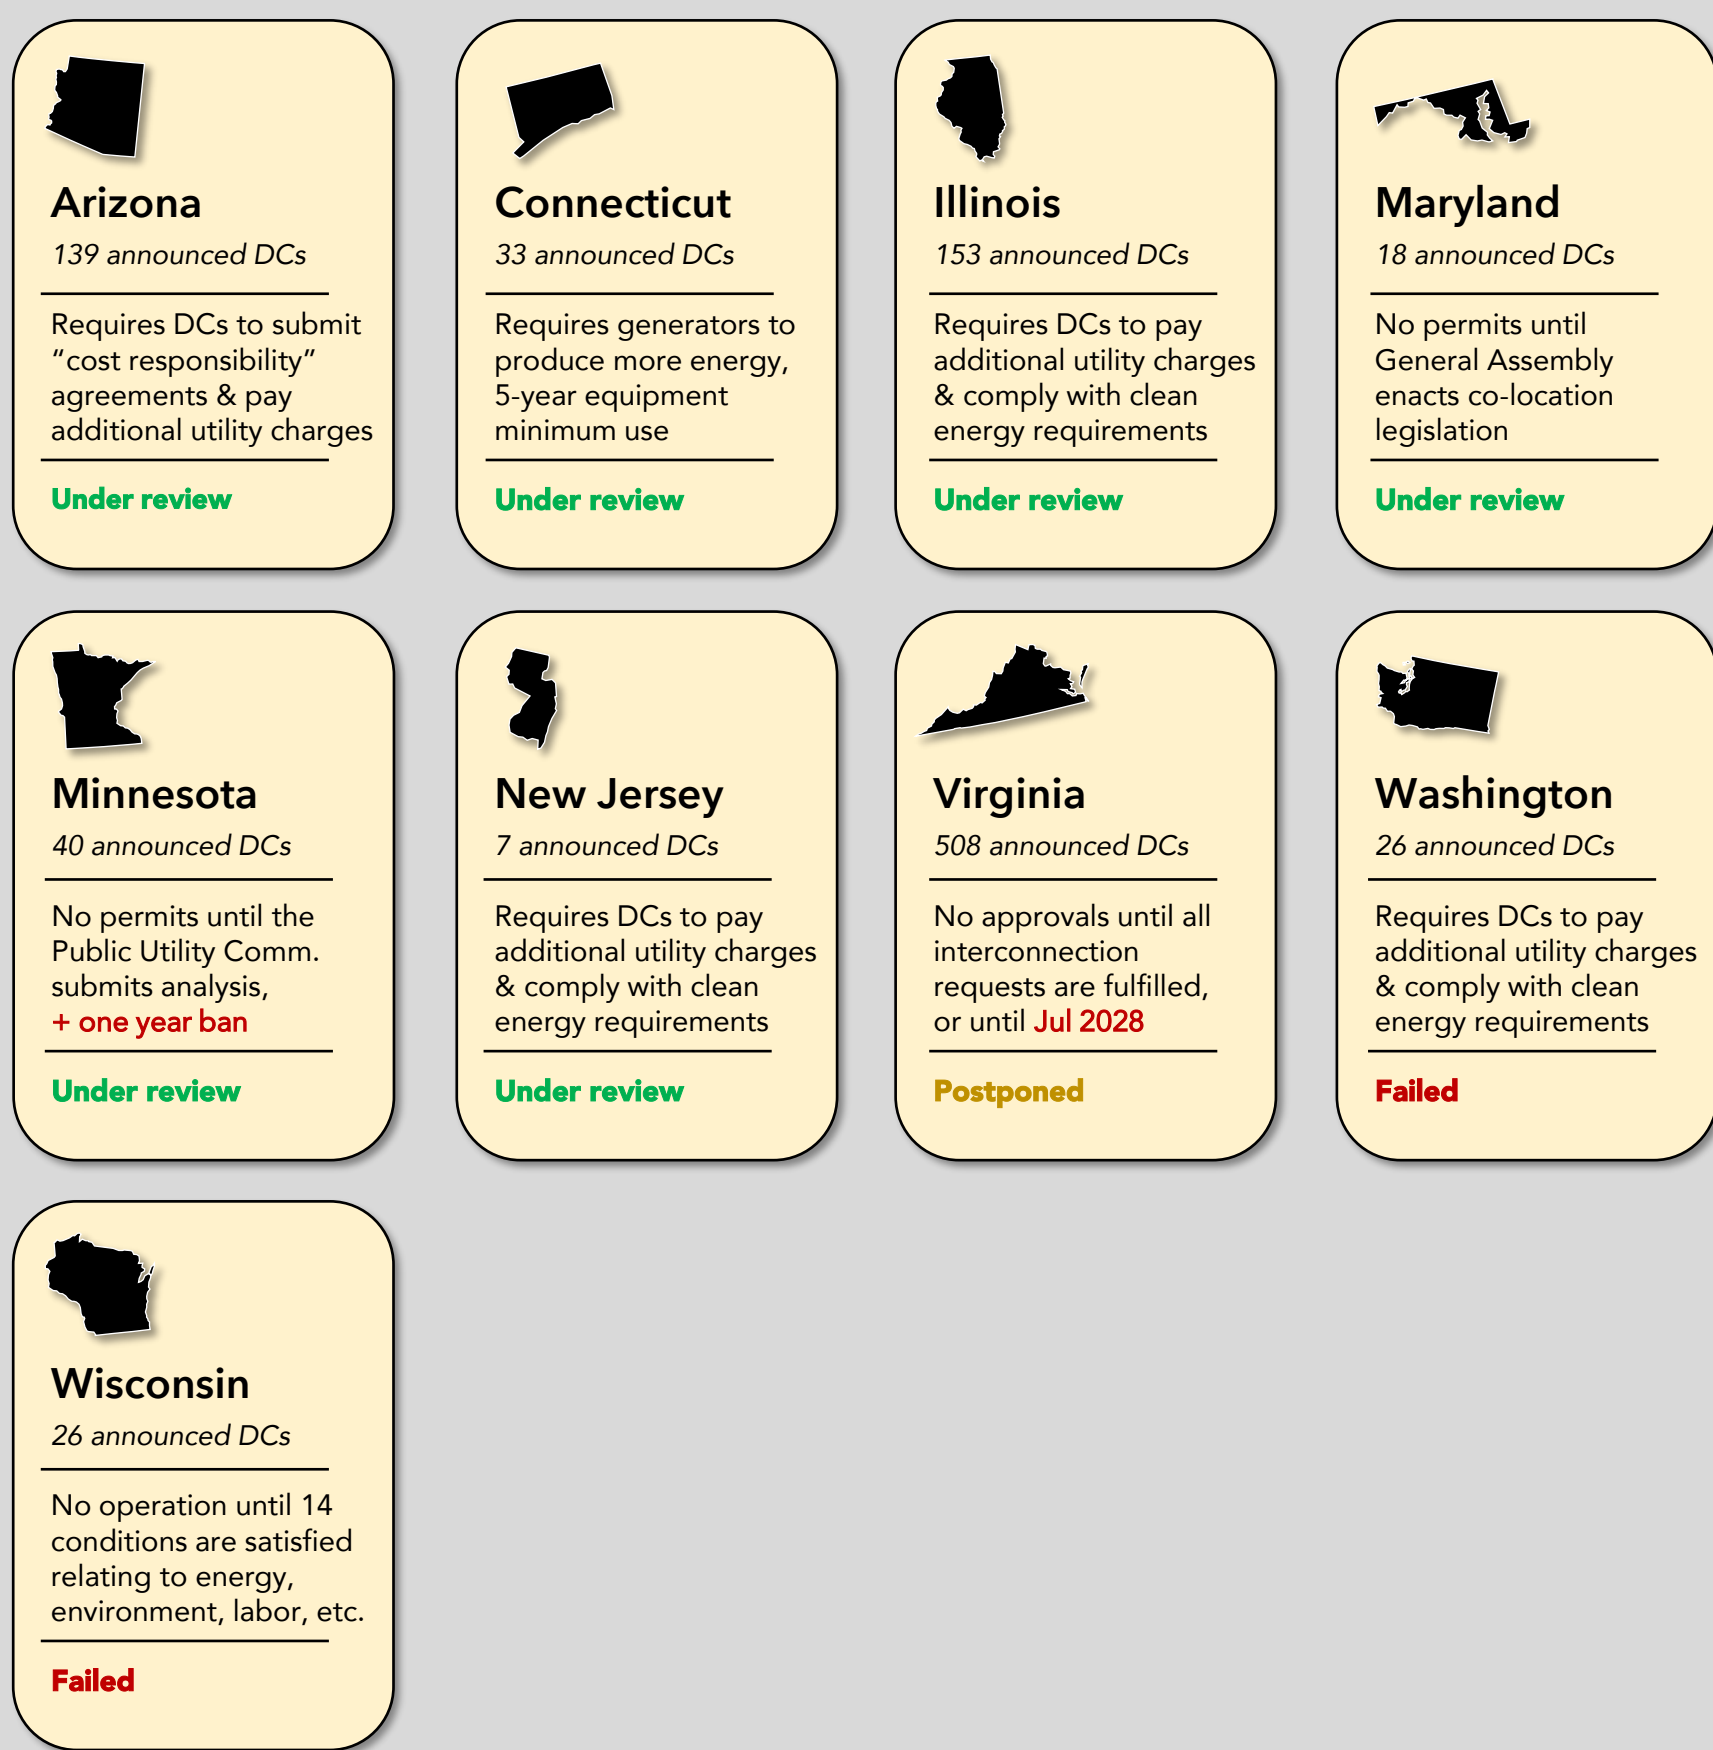 Arizona
139 announced DCs
Requires DCs to submit
“cost responsibility”
agreements & pay
additional utility charges
Under review
Connecticut
33 announced DCs
Requires generators to
produce more energy,
5-year equipment
minimum use
Under review
Illinois
153 announced DCs
Requires DCs to pay
additional utility charges
& comply with clean
energy requirements
Under review
Maryland
18 announced DCs
No permits until
General Assembly
enacts co-location
legislation
Under review
Minnesota
40 announced DCs
No permits until the
Public Utility Comm.
submits analysis,
+ one year ban
Under review
New Jersey
7 announced DCs
Requires DCs to pay
additional utility charges
& comply with clean
energy requirements
Under review
Virginia
508 announced DCs
No approvals until all
interconnection
requests are fulfilled,
or until Jul 2028
Postponed
Washington
26 announced DCs
Requires DCs to pay
additional utility charges
& comply with clean
energy requirements
Failed
Wisconsin
26 announced DCs
No operation until 14
conditions are satisfied
relating to energy,
environment, labor, etc.
Failed